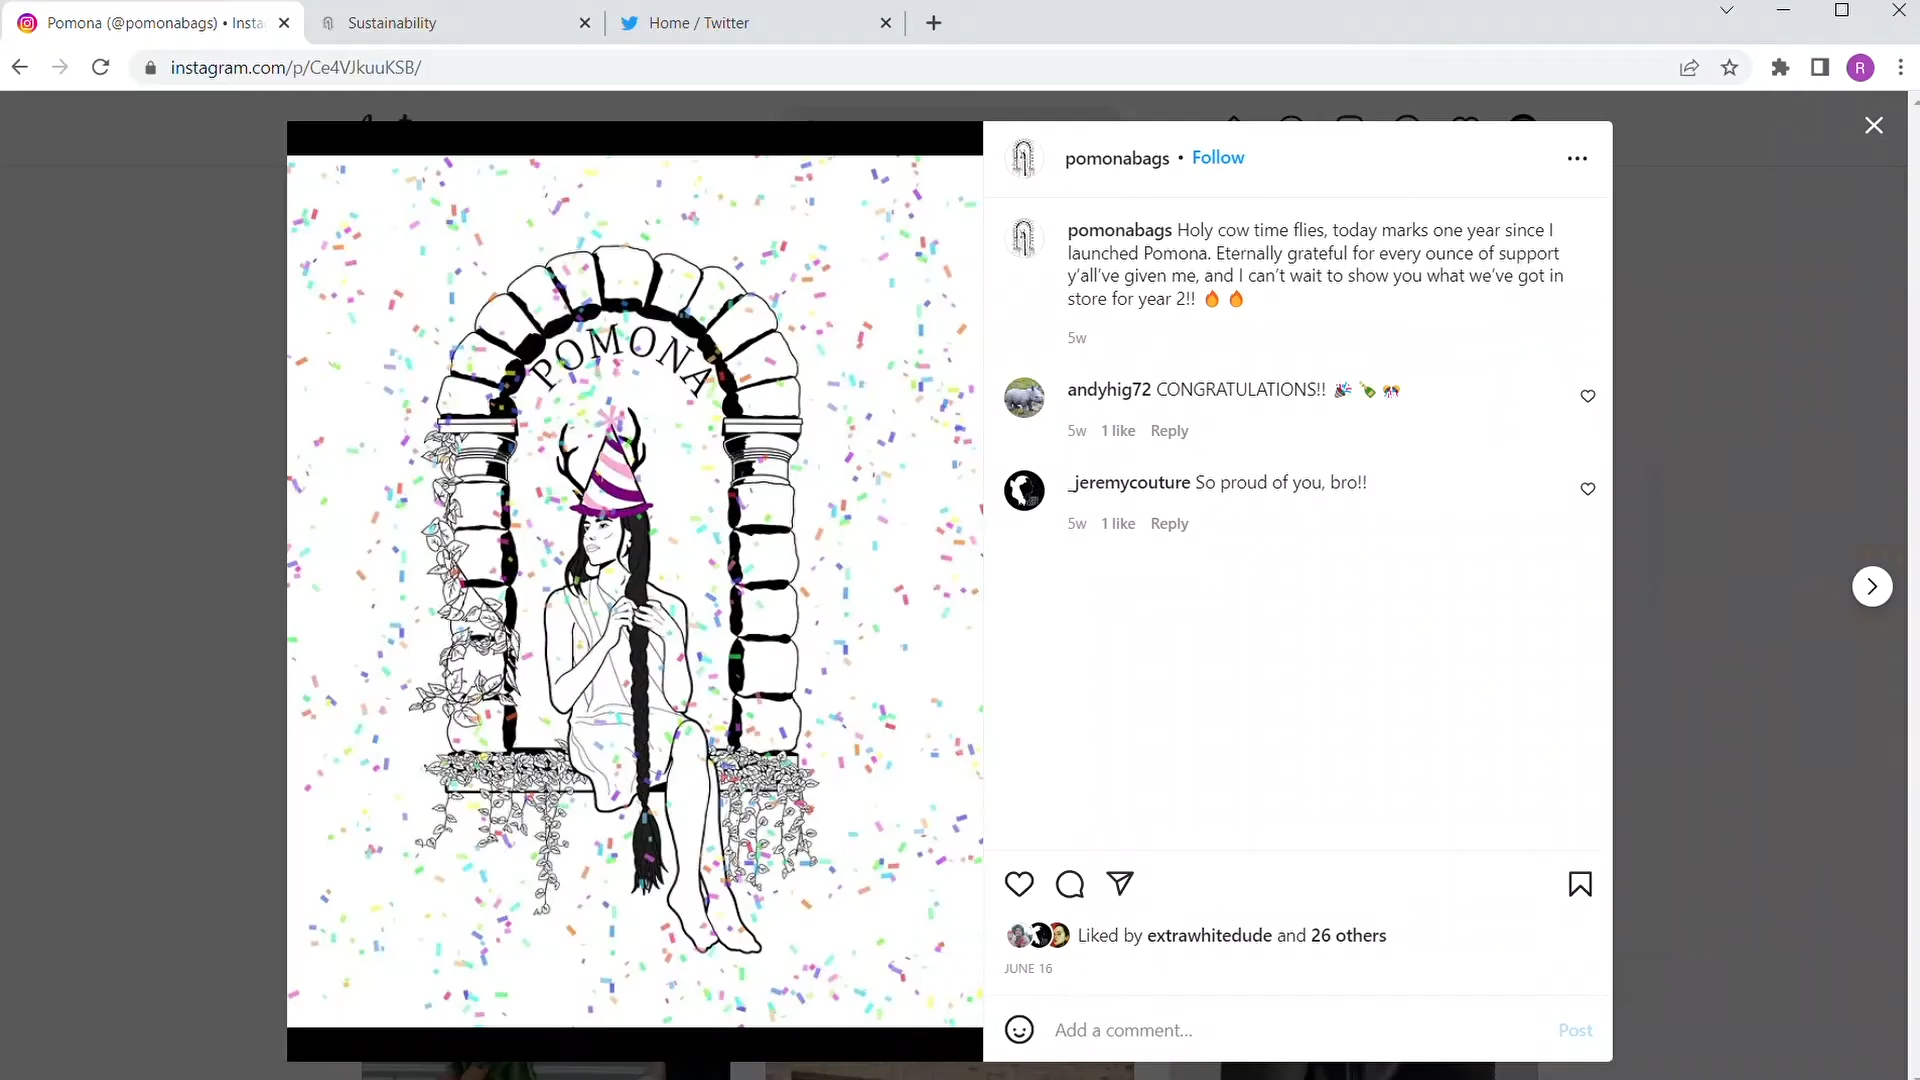 Pomona (@pomonabags) • Insta
Sustainability
Home / Twitter
instagram.com/p/Ce4VJkuuKSB/
R
POMONA
pomonabags • Follow
pomonabags Holy cow time flies, today marks one year since I
launched Pomona. Eternally grateful for every ounce of support
y'all've given me, and I can't wait to show you what we've got in
store for year 2!! 🔥 🔥
5w
andyhig72 CONGRATULATIONS!! 🎉 🍾 🎊
5w 1 like Reply
_jeremycouture So proud of you, bro!!
5w 1 like Reply
Liked by extrawhitedude and 26 others
JUNE 16
Add a comment...
Post